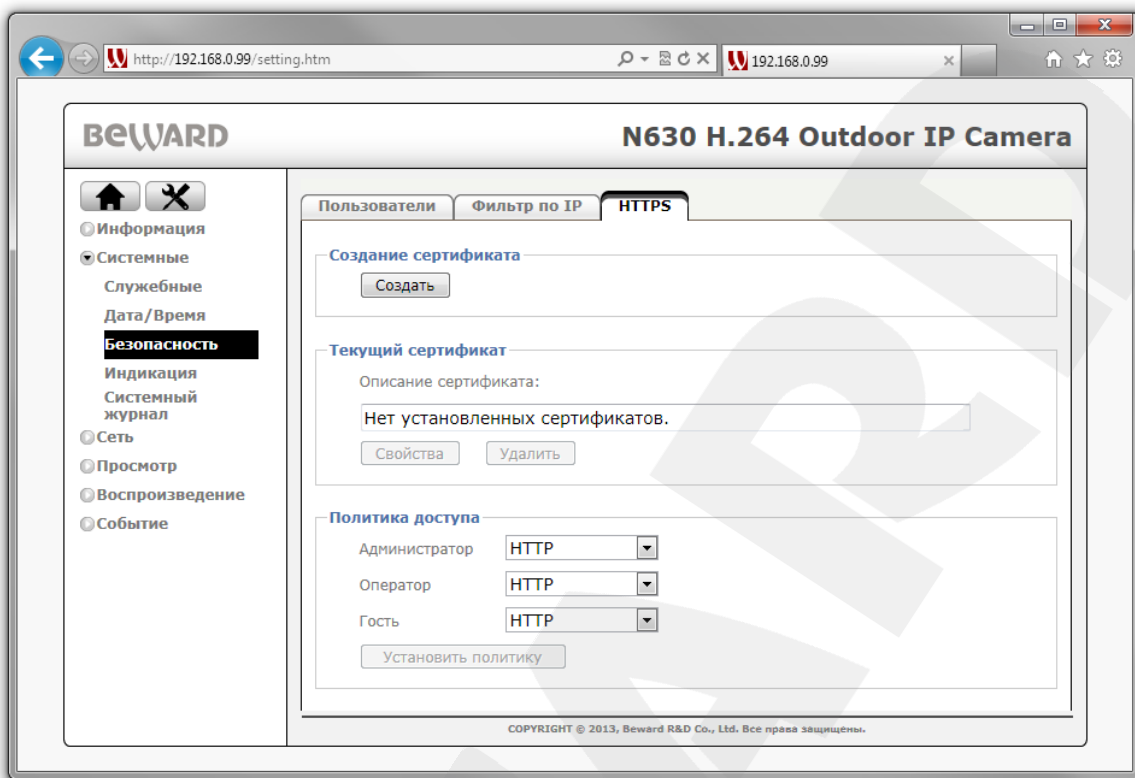 http://192.168.0.99/setting.htm
192.168.0.99
BEWARD
N630 H.264 Outdoor IP Camera
Информация
Системные
Служебные
Дата/Время
Безопасность
Индикация
Системный
журнал
Сеть
Просмотр
Воспроизведение
Событие
Пользователи
Фильтр по IP
HTTPS
Создание сертификата
Создать
Текущий сертификат
Описание сертификата:
Нет установленных сертификатов.
Свойства
Удалить
Политика доступа
Администратор
HTTP
Оператор
HTTP
Гость
HTTP
Установить политику
COPYRIGHT © 2013, Beward R&D Co., Ltd. Все права защищены.